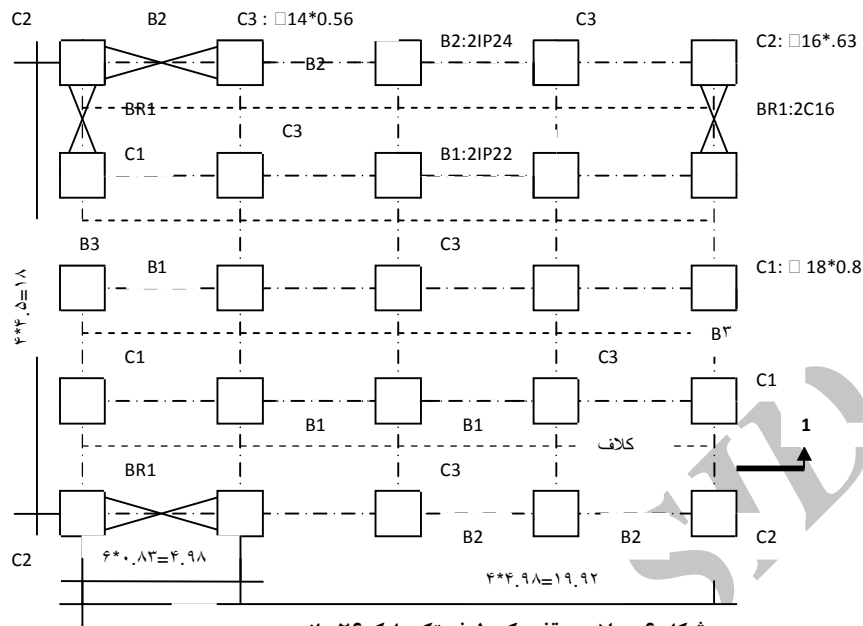 C2 B2 C3 : □14*0.56 C3
B2:2IP24 C2: □16*.63
B2
BR1 BR1:2C16
C3
C1 B1:2IP22
B3 C3
B1 C1: □ 18*0.8
۴*۴.۵=۱۸
B۳
C1 C3 C1
B1 B1 1
کلاف
BR1 C3
B2 B2
C2 C2
۶*۰.۸۳=۴.۹۸
۴*۴.۹۸=۱۹.۹۲